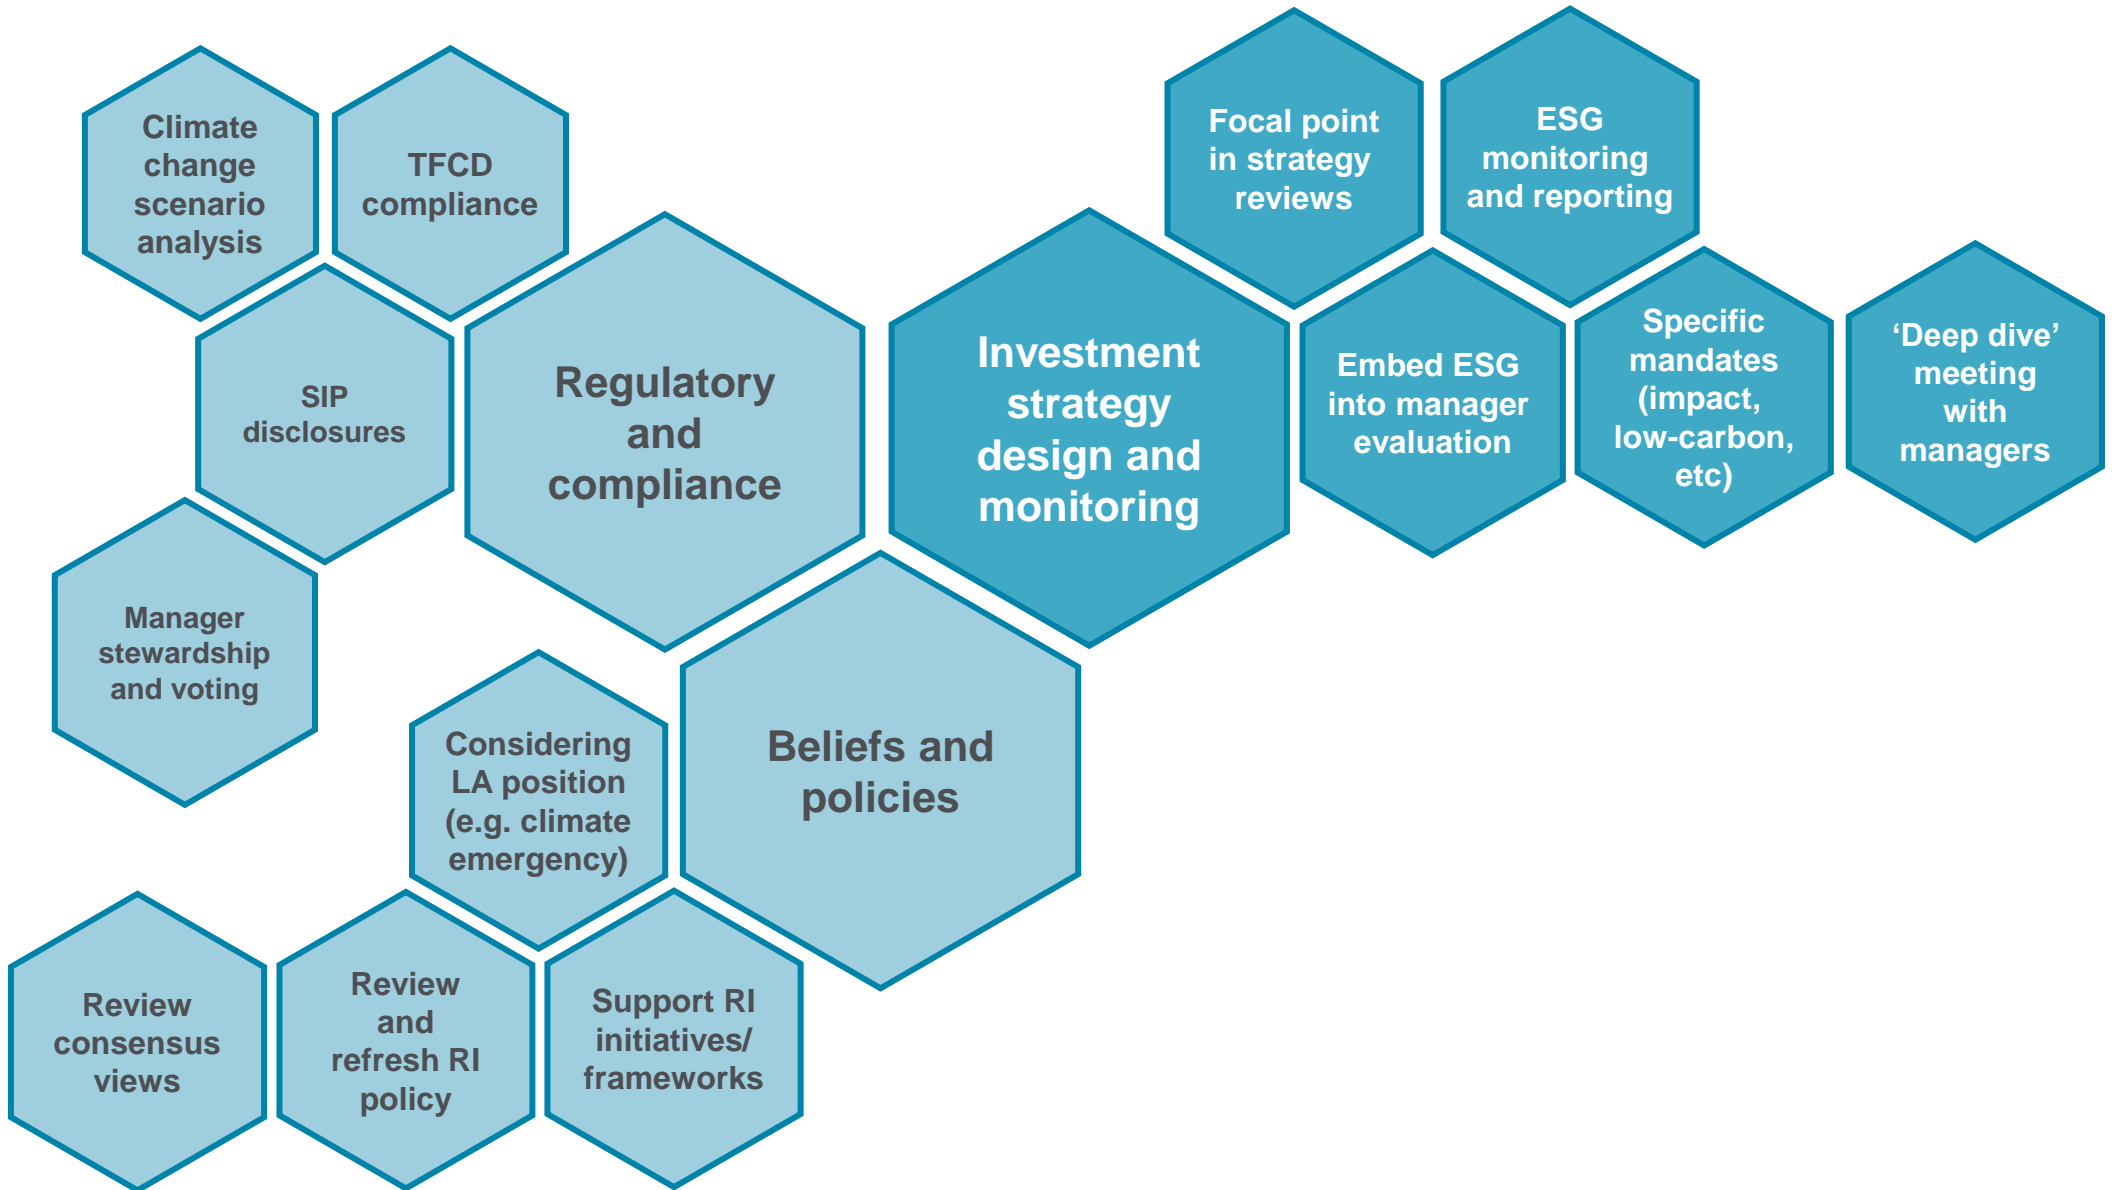 Climate
change
scenario
analysis
TFCD
compliance
SIP
disclosures
Manager
stewardship
and voting
Regulatory
and
compliance
Investment
strategy
design and
monitoring
Focal point
in strategy
reviews
ESG
monitoring
and reporting
Embed ESG
into manager
evaluation
Specific
mandates
(impact,
low-carbon,
etc)
‘Deep dive’
meeting
with
managers
Beliefs and
policies
Considering
LA position
(e.g. climate
emergency)
Review
consensus
views
Review
and
refresh RI
policy
Support RI
initiatives/
frameworks